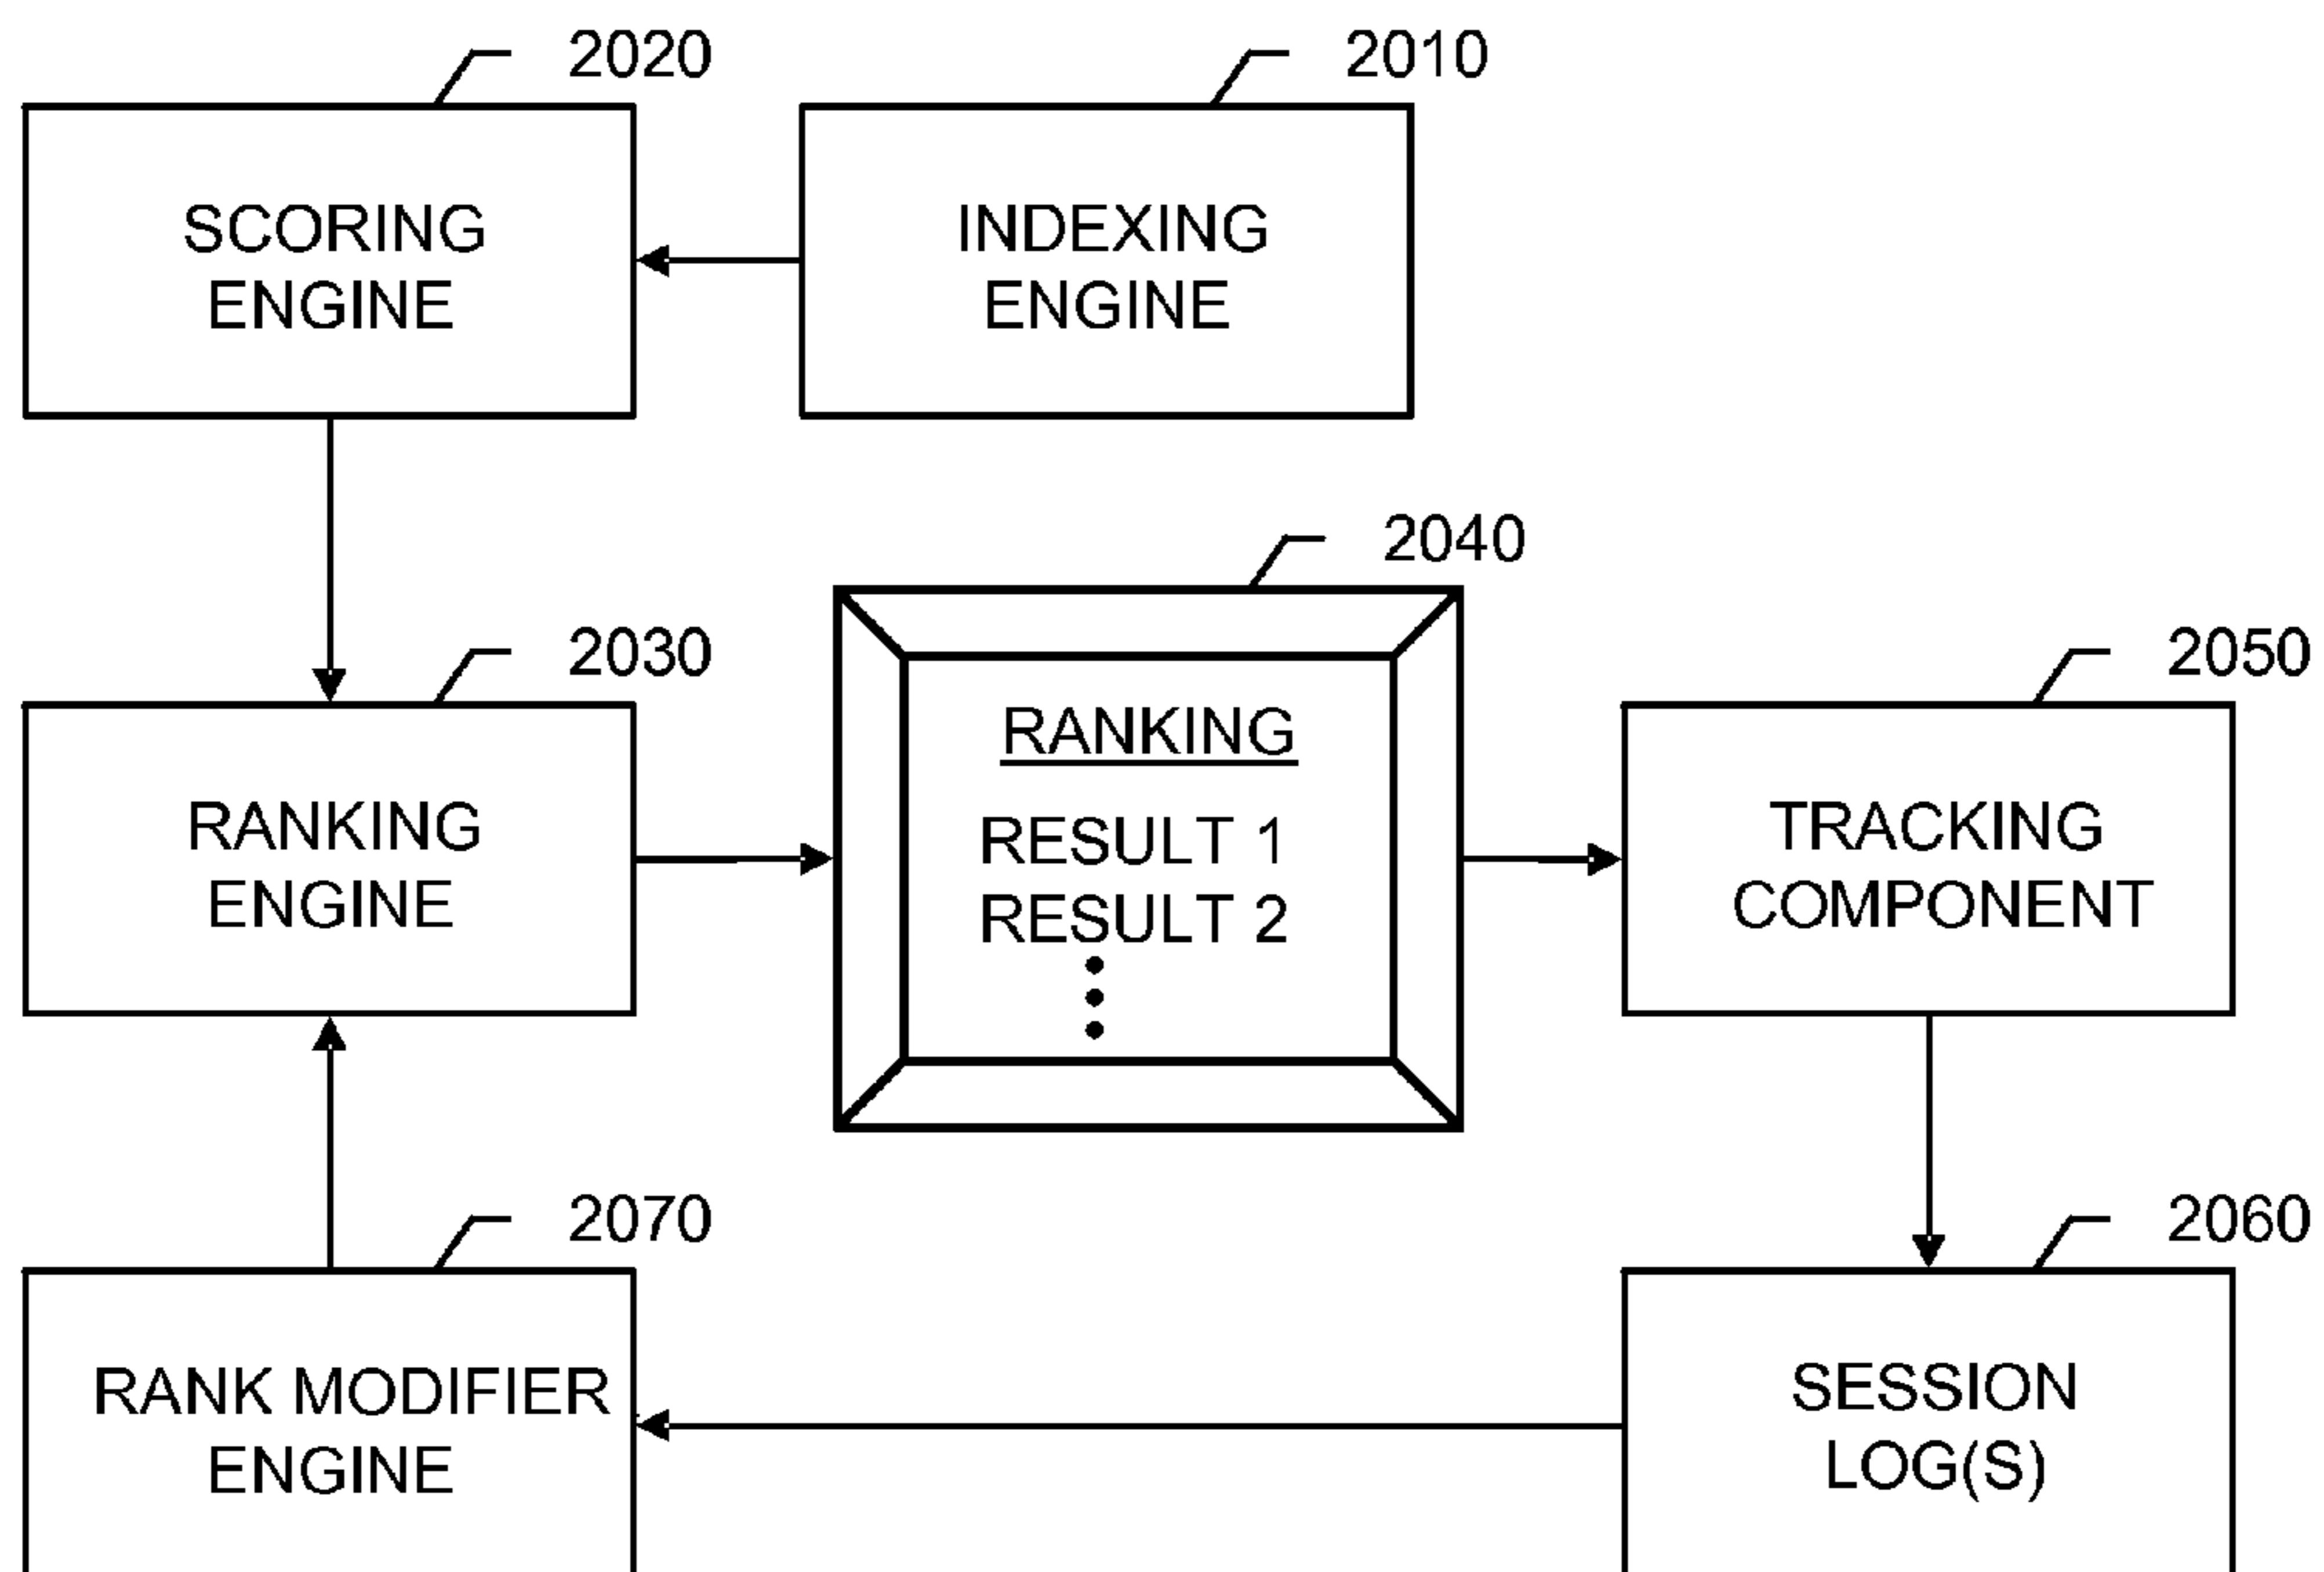 2020
2010
SCORING
ENGINE
INDEXING
ENGINE
2040
2030
2050
RANKING
ENGINE
RANKING
RESULT 1
RESULT 2
TRACKING
COMPONENT
2070
2060
RANK MODIFIER
ENGINE
SESSION
LOG(S)